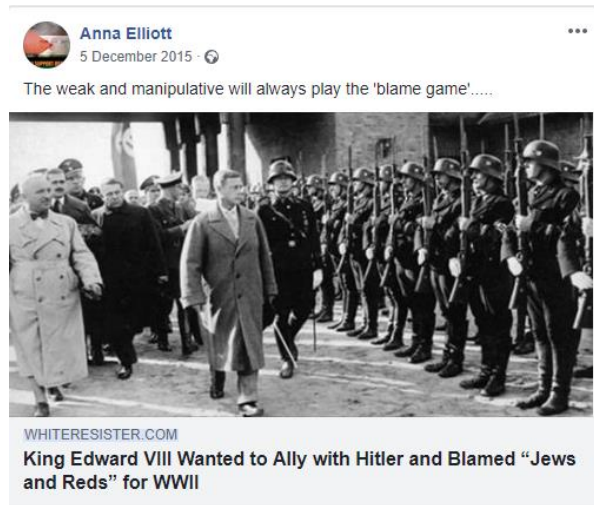 Anna Elliott
5 December 2015 ·
The weak and manipulative will always play the 'blame game'.....
WHITERESISTER.COM
King Edward VIII Wanted to Ally with Hitler and Blamed “Jews
and Reds” for WWII